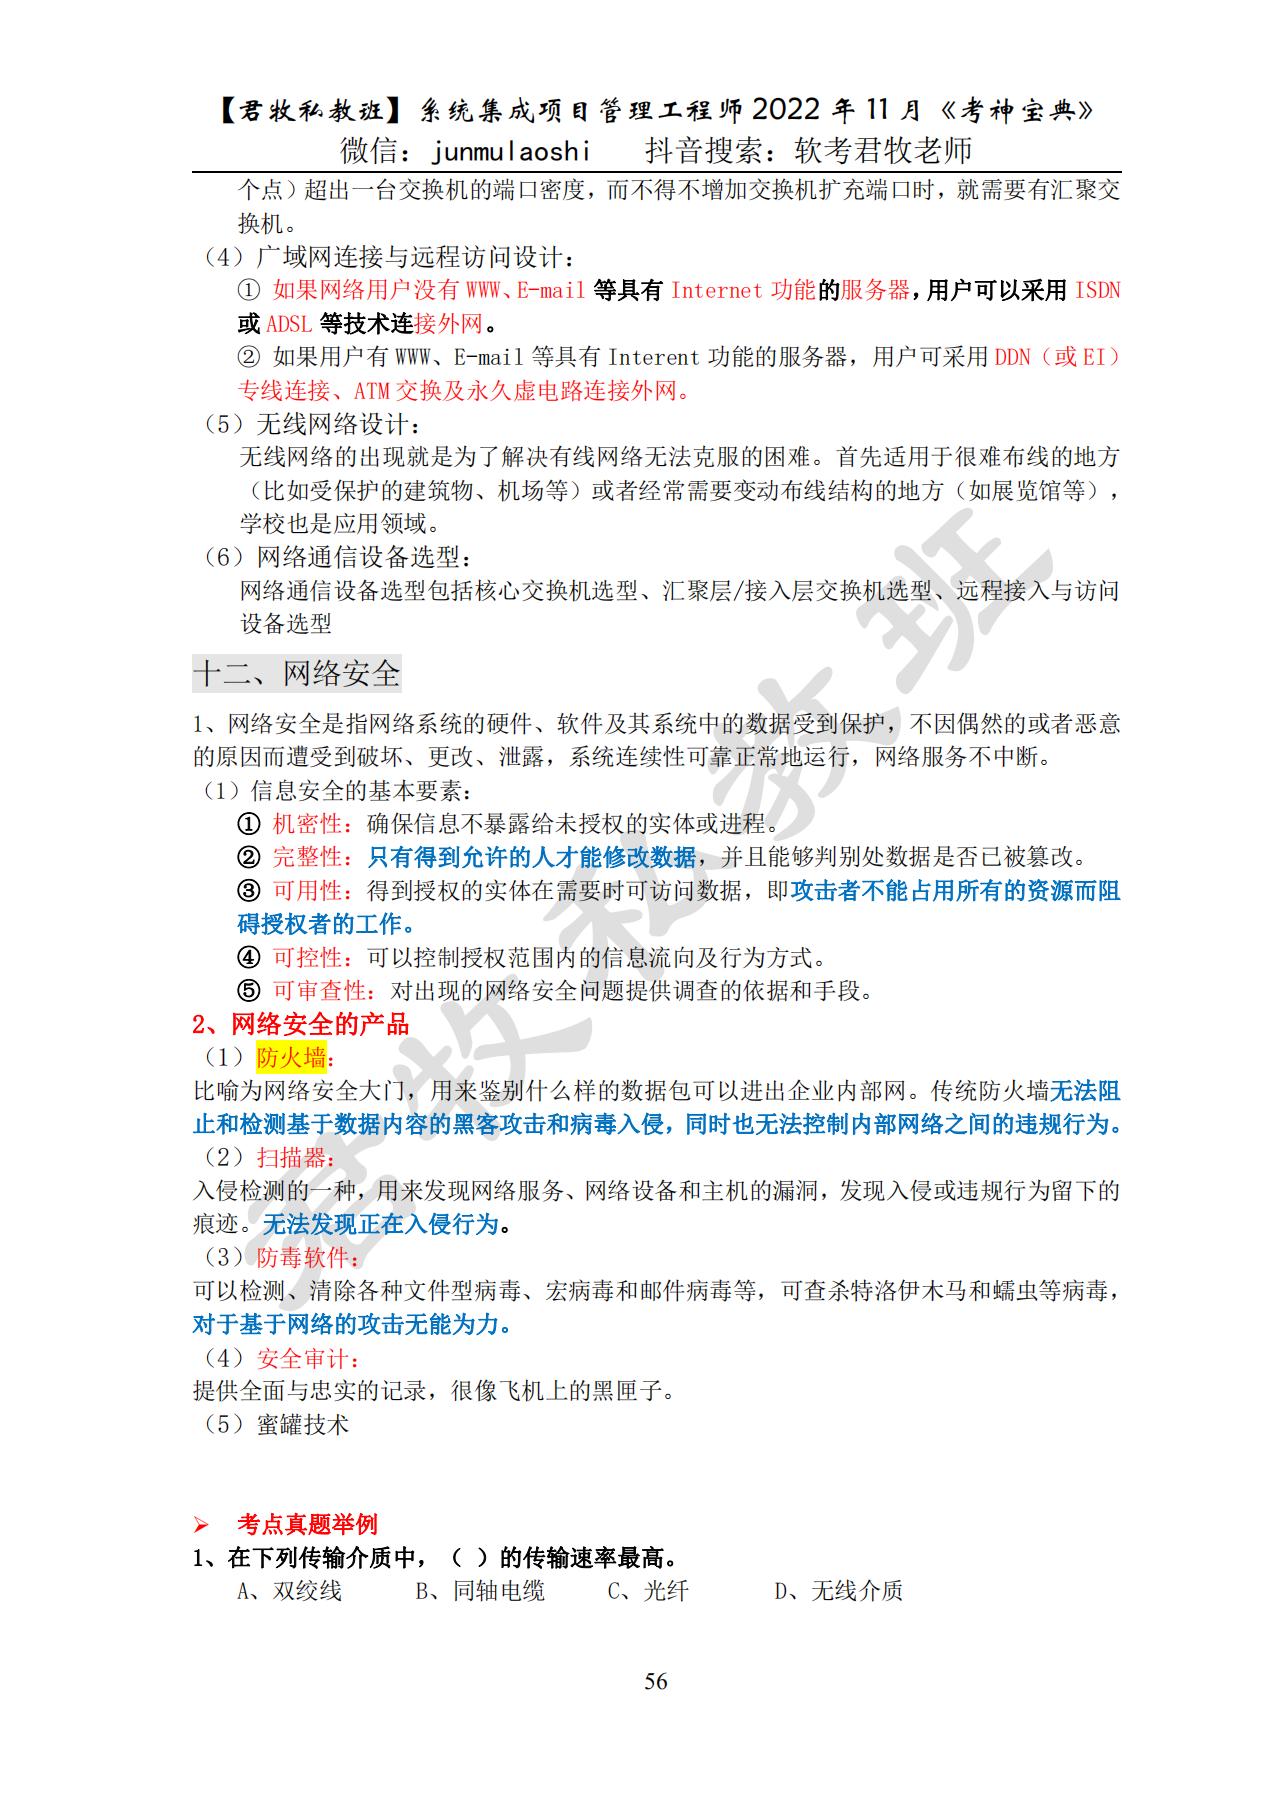 【君牧私教班】系统集成项目管理工程师 2022 年 11 月《考神宝典》
微信：junmulaoshi 抖音搜索：软考君牧老师
个点）超出一台交换机的端口密度，而不得不增加交换机扩充端口时，就需要有汇聚交
换机。
（4）广域网连接与远程访问设计：
① 如果网络用户没有 WWW、E-mail 等具有 Internet 功能的服务器，用户可以采用 ISDN
或 ADSL 等技术连接外网。
② 如果用户有 WWW、E-mail 等具有 Interent 功能的服务器，用户可采用 DDN（或 EI）
专线连接、ATM 交换及永久虚电路连接外网。
（5）无线网络设计：
无线网络的出现就是为了解决有线网络无法克服的困难。首先适用于很难布线的地方
（比如受保护的建筑物、机场等）或者经常需要变动布线结构的地方（如展览馆等），
学校也是应用领域。
（6）网络通信设备选型：
网络通信设备选型包括核心交换机选型、汇聚层/接入层交换机选型、远程接入与访问
设备选型
十二、网络安全
1、网络安全是指网络系统的硬件、软件及其系统中的数据受到保护，不因偶然的或者恶意
的原因而遭受到破坏、更改、泄露，系统连续性可靠正常地运行，网络服务不中断。
（1）信息安全的基本要素：
① 机密性：确保信息不暴露给未授权的实体或进程。
② 完整性：只有得到允许的人才能修改数据，并且能够判别处数据是否已被篡改。
③ 可用性：得到授权的实体在需要时可访问数据，即攻击者不能占用所有的资源而阻
碍授权者的工作。
④ 可控性：可以控制授权范围内的信息流向及行为方式。
⑤ 可审查性：对出现的网络安全问题提供调查的依据和手段。
2、网络安全的产品
（1）防火墙：
比喻为网络安全大门，用来鉴别什么样的数据包可以进出企业内部网。传统防火墙无法阻
止和检测基于数据内容的黑客攻击和病毒入侵，同时也无法控制内部网络之间的违规行为。
（2）扫描器：
入侵检测的一种，用来发现网络服务、网络设备和主机的漏洞，发现入侵或违规行为留下的
痕迹。无法发现正在入侵行为。
（3）防毒软件：
可以检测、清除各种文件型病毒、宏病毒和邮件病毒等，可查杀特洛伊木马和蠕虫等病毒，
对于基于网络的攻击无能为力。
（4）安全审计：
提供全面与忠实的记录，很像飞机上的黑匣子。
（5）蜜罐技术
➢ 考点真题举例
1、在下列传输介质中，（ ）的传输速率最高。
A、双绞线 B、同轴电缆 C、光纤 D、无线介质
56
君牧私教班